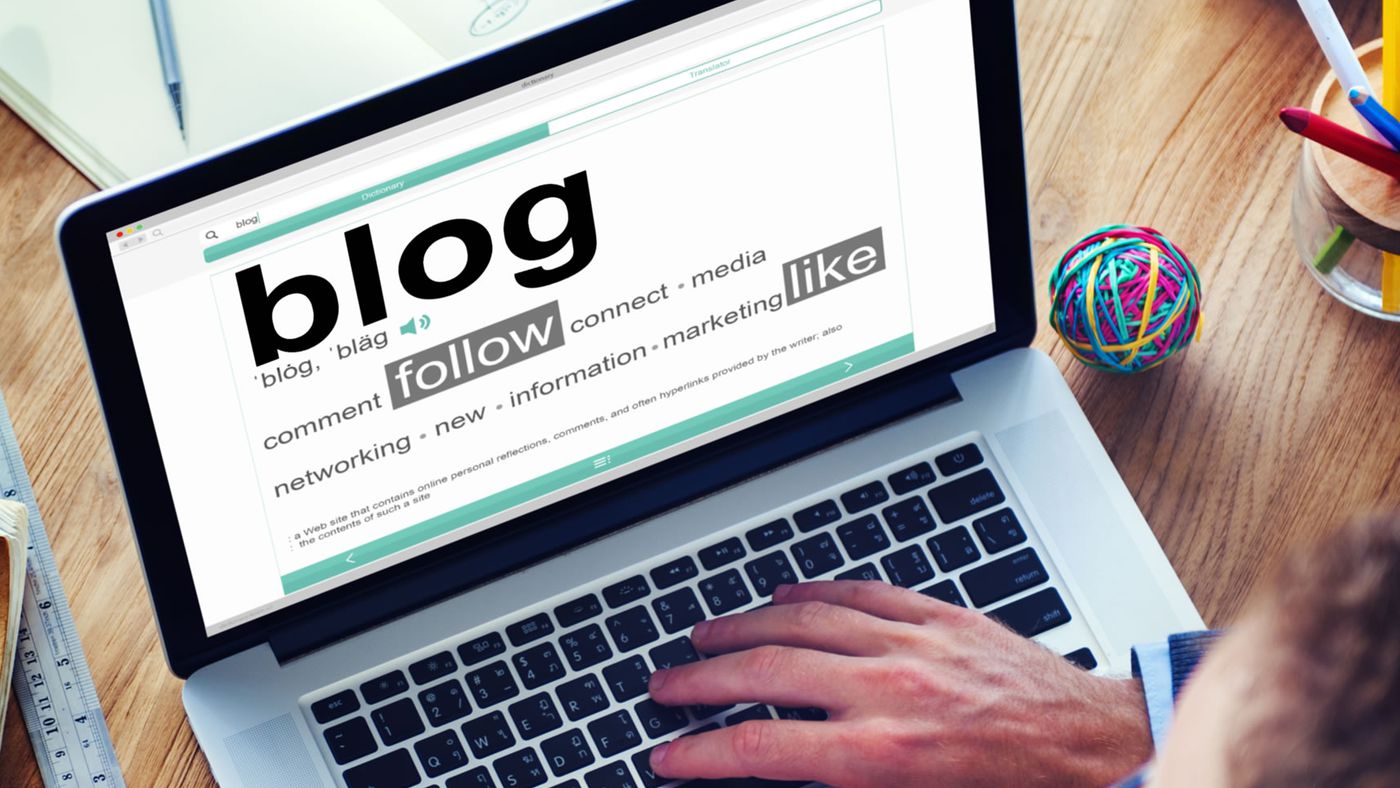 dictionary
Translator
Dictionary
blog
blog
ˈblȯg, ˈbläg
comment follow connect • media
networking • new • information • marketing like
: a Web site that contains online personal reflections, comments, and often hyperlinks provided by the writer; also
: the contents of such a site
esc
delete
enter
return
shift